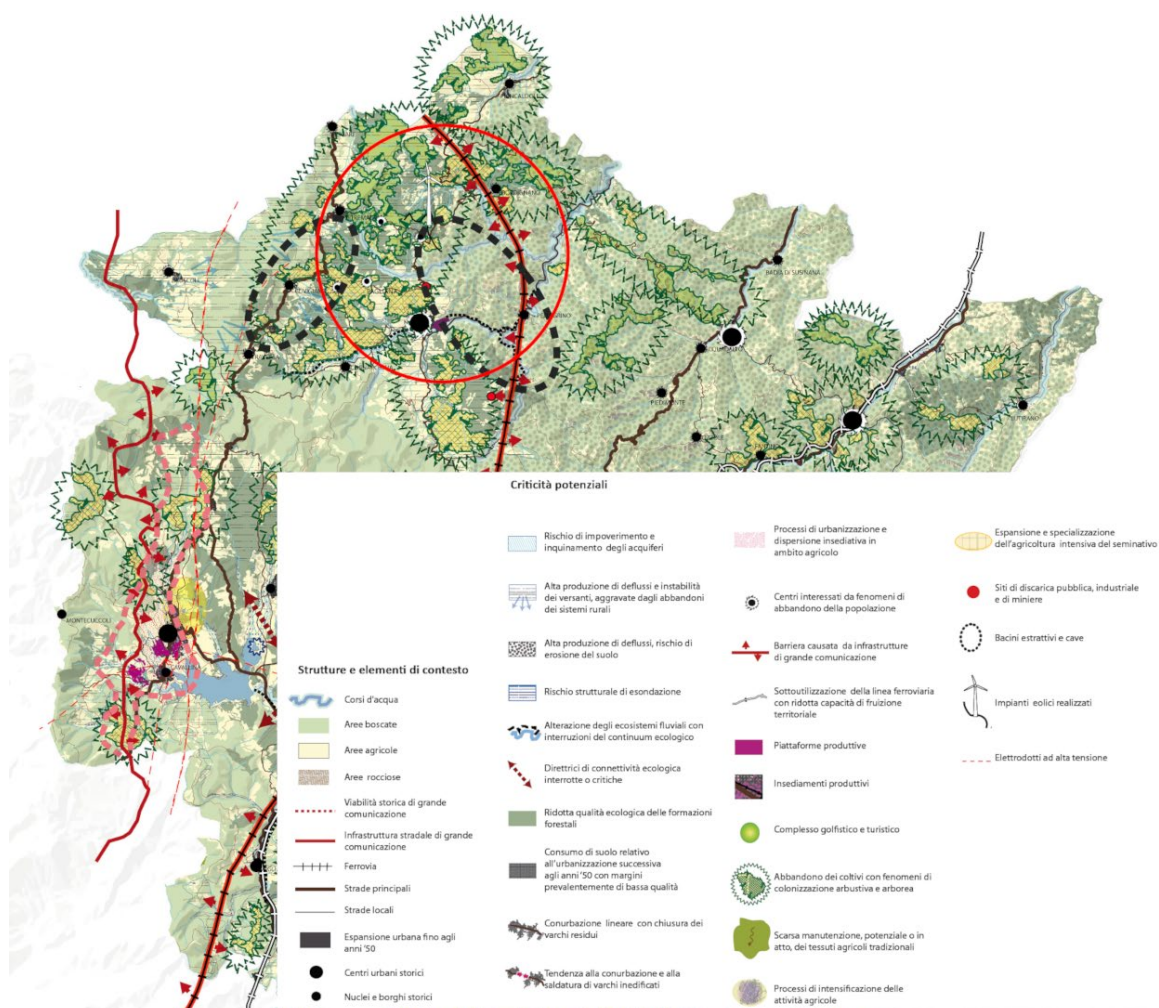 BADIA DI SUSINANA
MONTECUCCOLI
Criticità potenziali
Rischio di impoverimento e
inquinamento degli acquiferi
Alta produzione di deflussi e instabilità
dei versanti, aggravate dagli abbandoni
dei sistemi rurali
Alta produzione di deflussi, rischio di
erosione del suolo
Rischio strutturale di esondazione
Alterazione degli ecosistemi fluviali con
interruzioni del continuum ecologico
Direttrici di connettività ecologica
interrotte o critiche
Ridotta qualità ecologica delle formazioni
forestali
Consumo di suolo relativo
all'urbanizzazione successiva
agli anni '50 con margini
prevalentemente di bassa qualità
Conurbazione lineare con chiusura dei
varchi residui
Tendenza alla conurbazione e alla
saldatura di varchi inedificati
Processi di urbanizzazione e
dispersione insediativa in
ambito agricolo
Centri interessati da fenomeni di
abbandono della popolazione
Barriera causata da infrastrutture
di grande comunicazione
Sottoutilizzazione della linea ferroviaria
con ridotta capacità di fruizione
territoriale
Piattaforme produttive
Insediamenti produttivi
Complesso golfistico e turistico
Abbandono dei coltivi con fenomeni di
colonizzazione arbustiva e arborea
Scarsa manutenzione, potenziale o in
atto, dei tessuti agricoli tradizionali
Processi di intensificazione delle
attività agricole
Espansione e specializzazione
dell'agricoltura intensiva del seminativo
Siti di discarica pubblica, industriale
e di miniere
Bacini estrattivi e cave
Impianti eolici realizzati
Elettrodotti ad alta tensione
Strutture e elementi di contesto
Corsi d'acqua
Aree boscate
Aree agricole
Aree rocciose
Viabilità storica di grande
comunicazione
Infrastruttura stradale di grande
comunicazione
Ferrovia
Strade principali
Strade locali
Espansione urbana fino agli
anni '50
Centri urbani storici
Nuclei e borghi storici